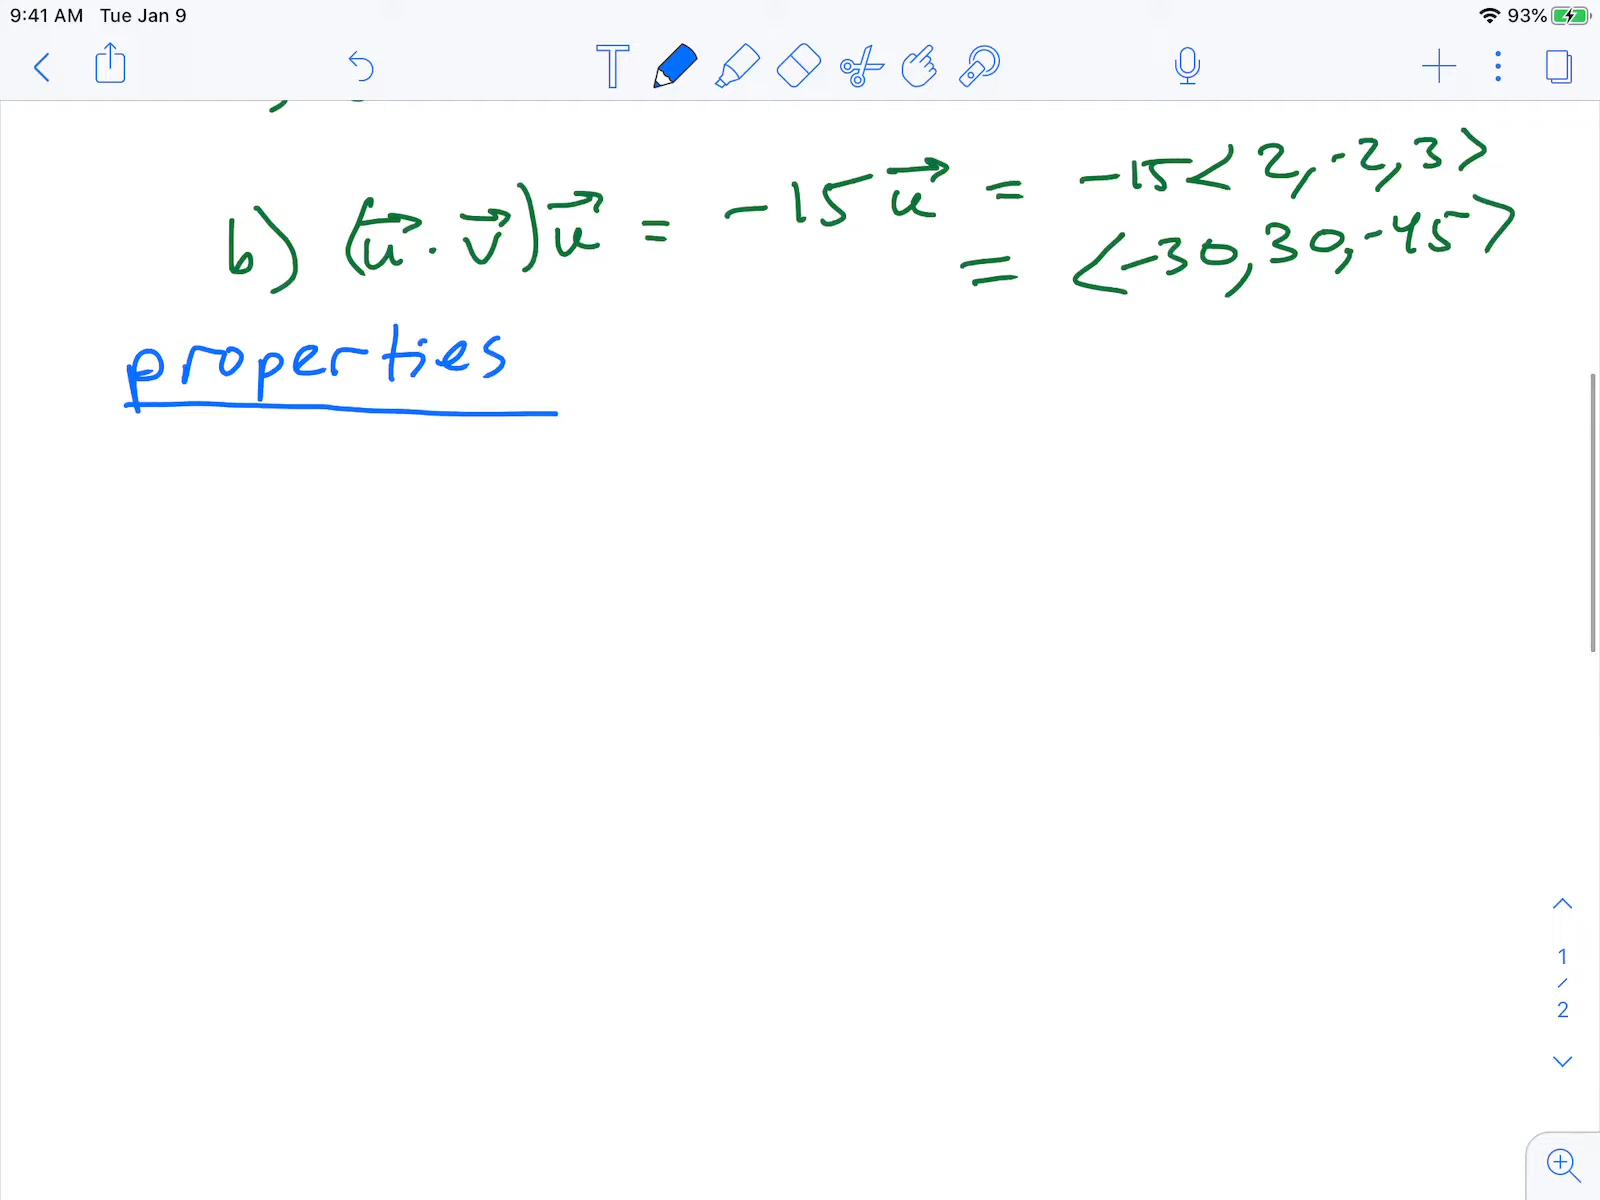 9:41 AM Tue Jan 9 93%
T
b) (u⃗ · v⃗)u⃗ = -15u⃗ = -15<2,-2,3>
= <-30,30,-45>
properties
1
/
2